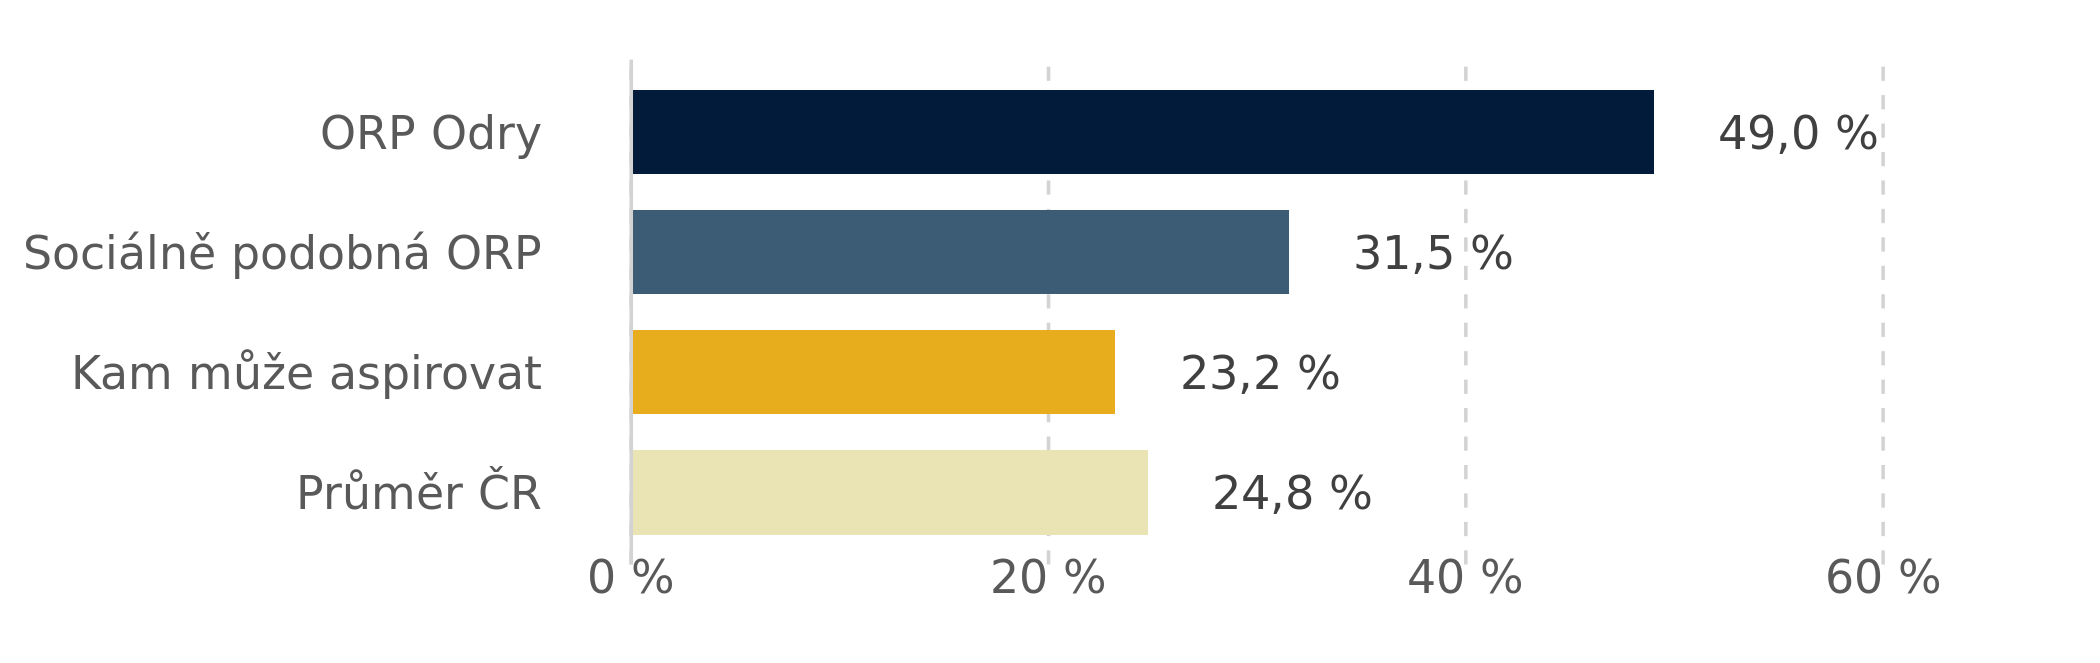 ORP Odry 49,0 %
Sociálně podobná ORP 31,5 %
Kam může aspirovat 23,2 %
Průměr ČR 24,8 %
0 % 20 % 40 % 60 %